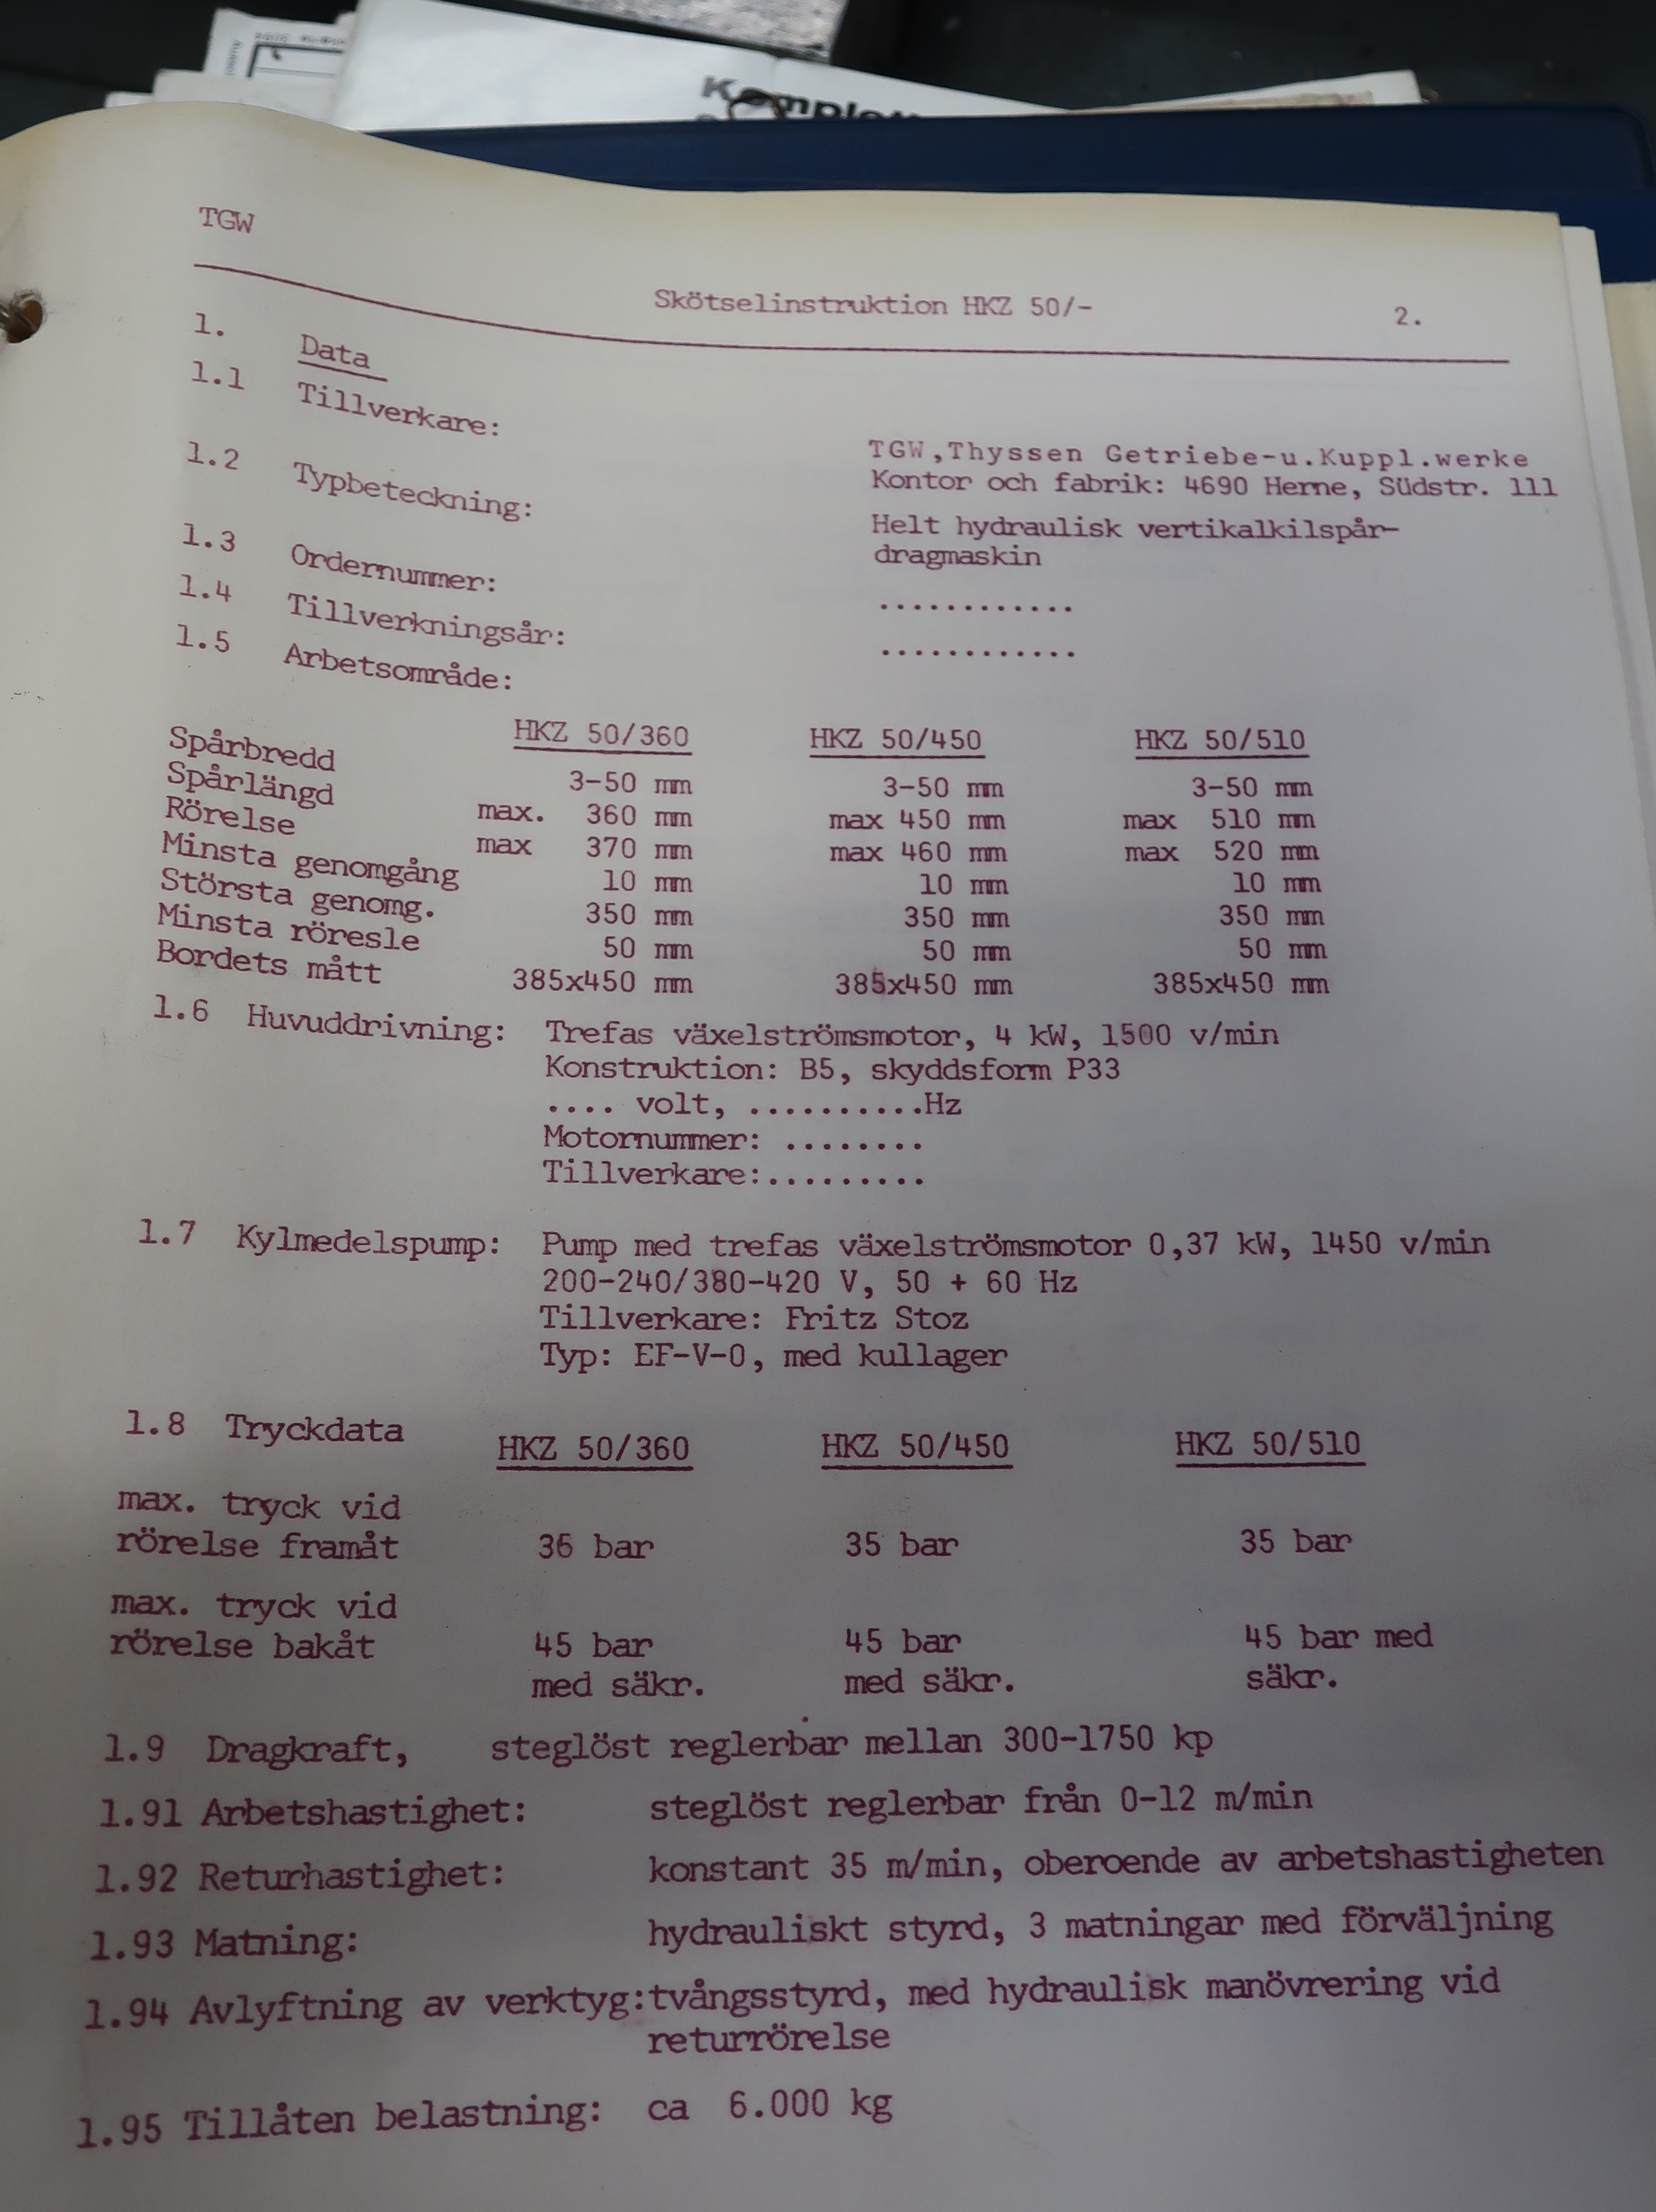 Komplett
TGW
Skötselinstruktion HKZ 50/- 2.
1. Data
1.1 Tillverkare: TGW,Thyssen Getriebe-u.Kuppl.werke
Kontor och fabrik: 4690 Herne, Südstr. 111
1.2 Typbeteckning: Helt hydraulisk vertikalkilspår-
dragmaskin
1.3 Ordernummer: ............
1.4 Tillverkningsår: ............
1.5 Arbetsområde:
HKZ 50/360 HKZ 50/450 HKZ 50/510
Spårbredd 3-50 mm 3-50 mm 3-50 mm
Spårlängd max. 360 mm max 450 mm max 510 mm
Rörelse max 370 mm max 460 mm max 520 mm
Minsta genomgång 10 mm 10 mm 10 mm
Största genomg. 350 mm 350 mm 350 mm
Minsta röresle 50 mm 50 mm 50 mm
Bordets mått 385x450 mm 385x450 mm 385x450 mm
1.6 Huvuddrivning: Trefas växelströmsmotor, 4 kW, 1500 v/min
Konstruktion: B5, skyddsform P33
.... volt, ..........Hz
Motornummer: ........
Tillverkare:.........
1.7 Kylmedelspump: Pump med trefas växelströmsmotor 0,37 kW, 1450 v/min
200-240/380-420 V, 50 + 60 Hz
Tillverkare: Fritz Stoz
Typ: EF-V-0, med kullager
1.8 Tryckdata HKZ 50/360 HKZ 50/450 HKZ 50/510
max. tryck vid
rörelse framåt 36 bar 35 bar 35 bar
max. tryck vid
rörelse bakåt 45 bar 45 bar 45 bar med
med säkr. med säkr. säkr.
1.9 Dragkraft, steglöst reglerbar mellan 300-1750 kp
1.91 Arbetshastighet: steglöst reglerbar från 0-12 m/min
1.92 Returhastighet: konstant 35 m/min, oberoende av arbetshastigheten
1.93 Matning: hydrauliskt styrd, 3 matningar med förväljning
1.94 Avlyftning av verktyg:tvångsstyrd, med hydraulisk manövrering vid
returrörelse
1.95 Tillåten belastning: ca 6.000 kg